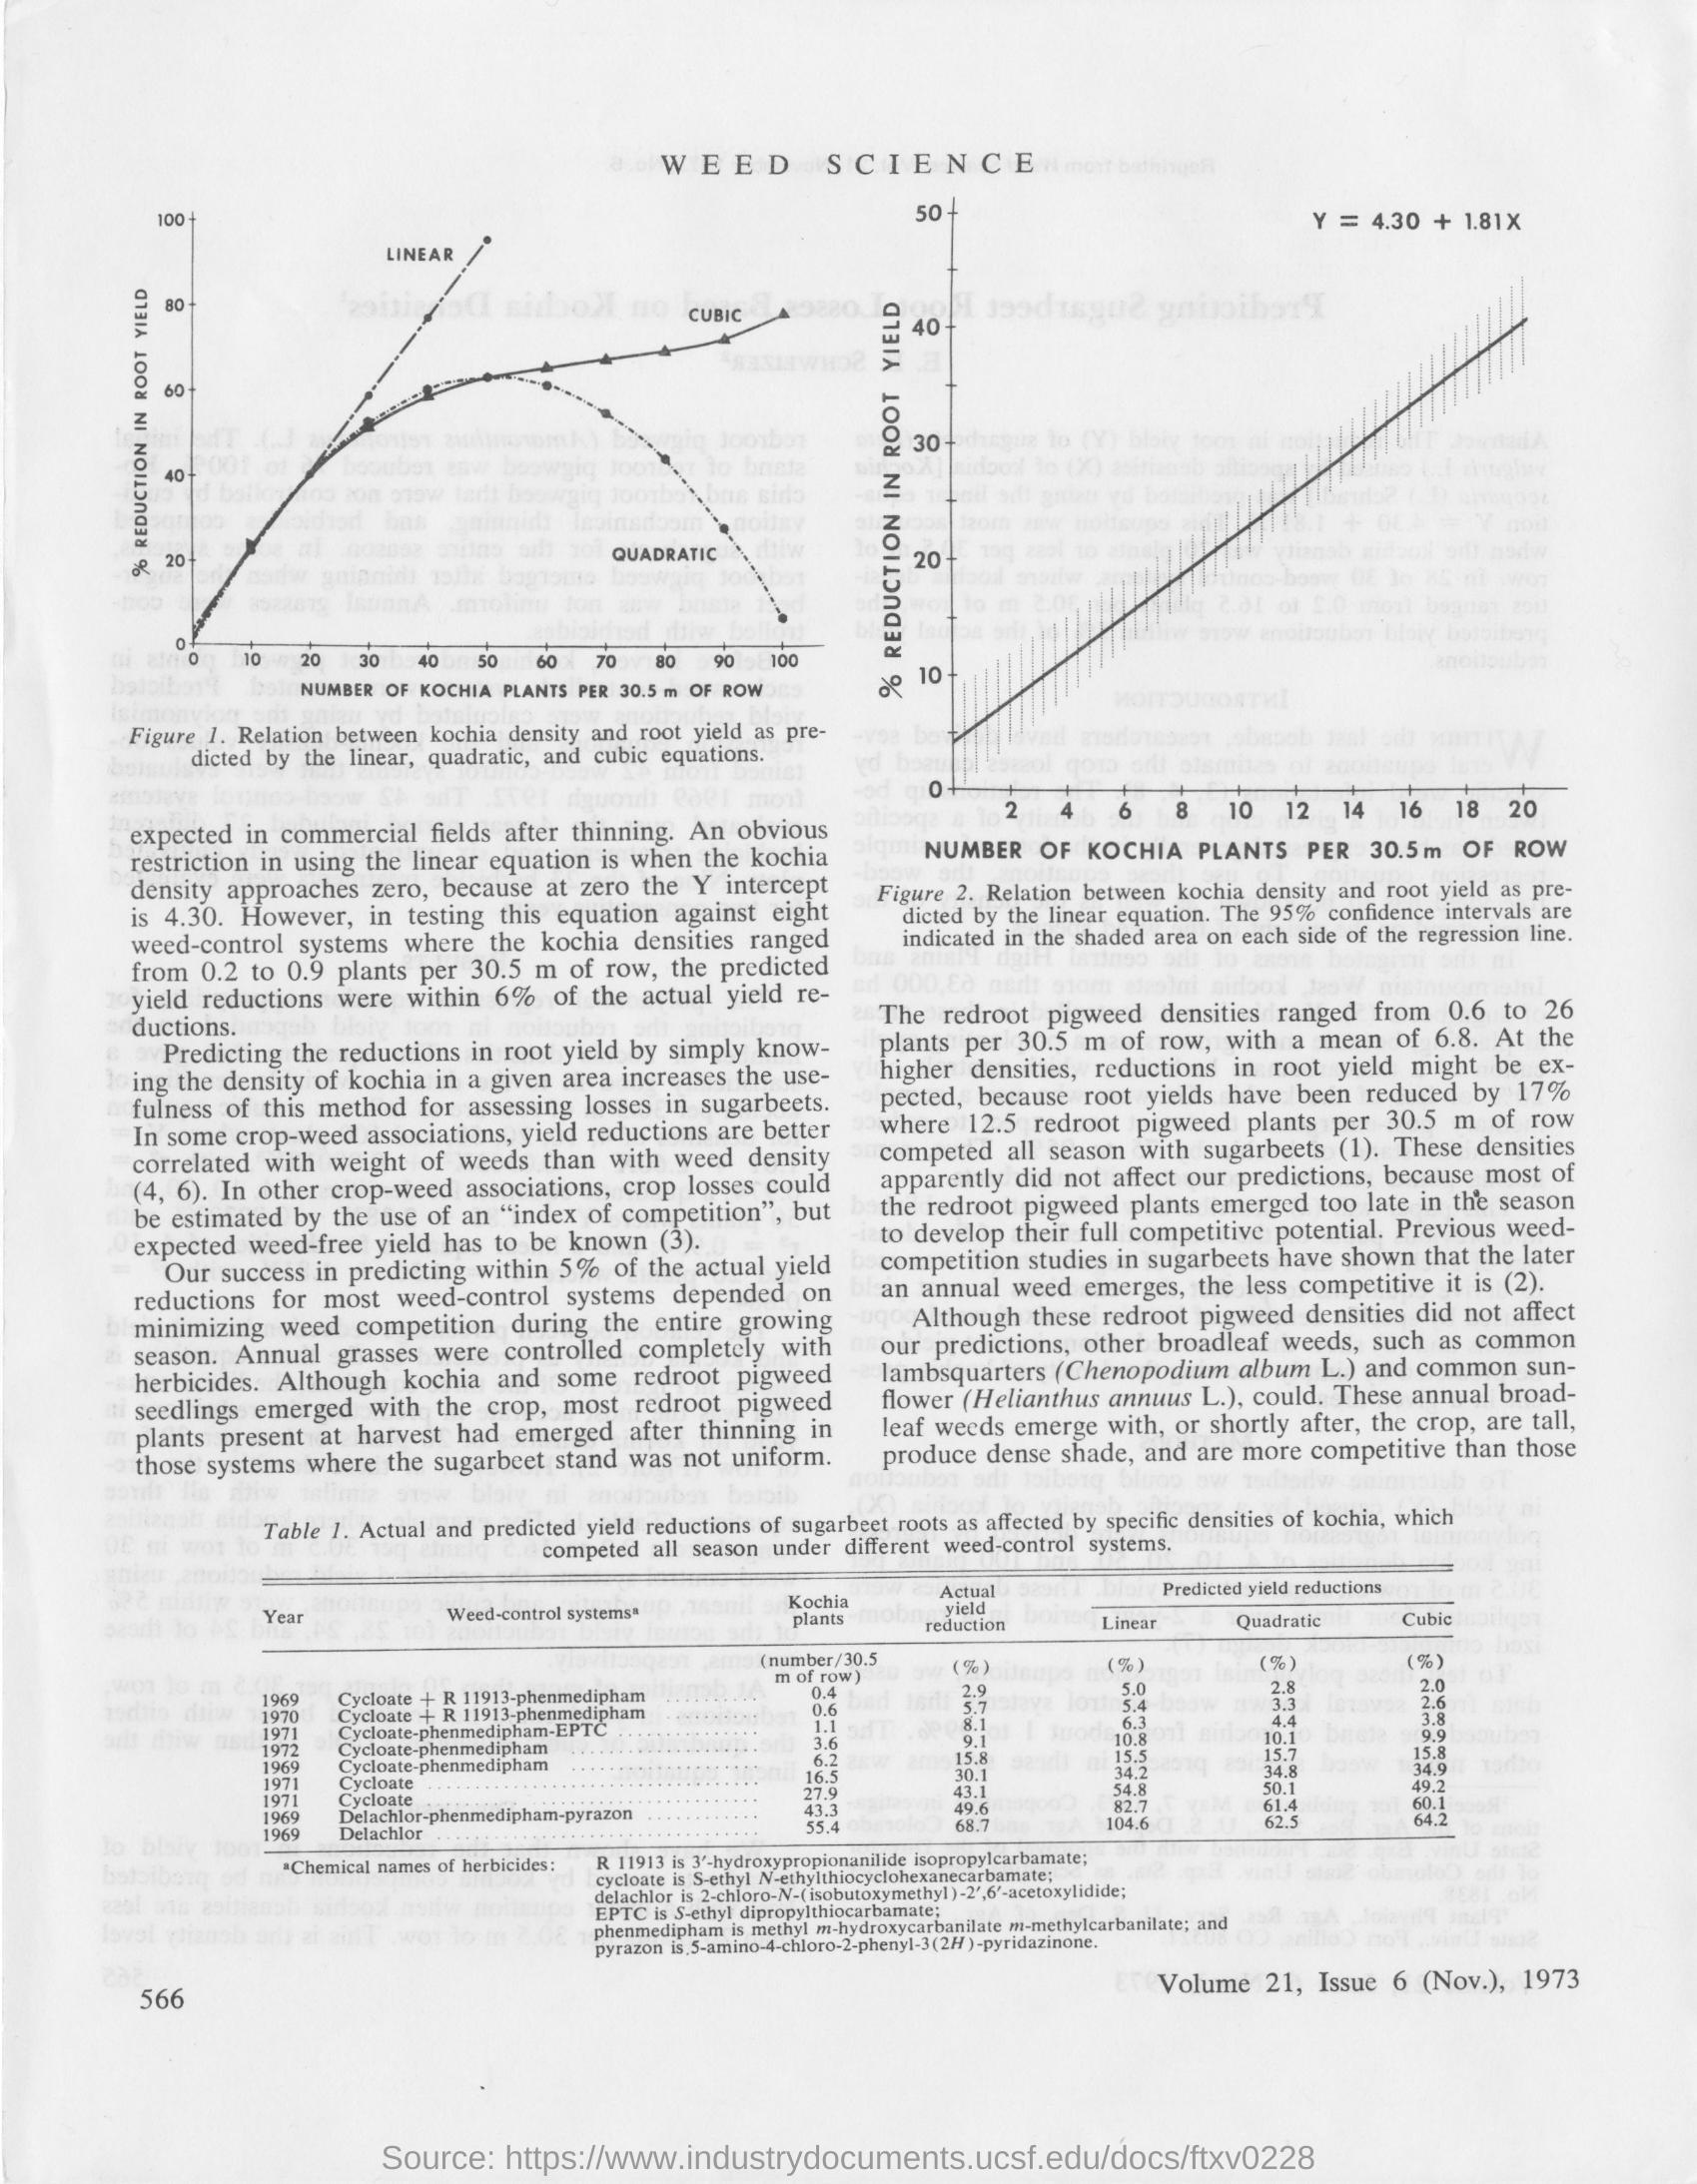 WEED SCIENCE
100
80
60
40
20
0
% REDUCTION IN ROOT YIELD
LINEAR
CUBIC
QUADRATIC
0 10 20 30 40 50 60 70 80 90 100
NUMBER OF KOCHIA PLANTS PER 30.5 m OF ROW
Figure 1. Relation between kochia density and root yield as pre-
dicted by the linear, quadratic, and cubic equations.
expected in commercial fields after thinning. An obvious
restriction in using the linear equation is when the kochia
density approaches zero, because at zero the Y intercept
is 4.30. However, in testing this equation against eight
weed-control systems where the kochia densities ranged
from 0.2 to 0.9 plants per 30.5 m of row, the predicted
yield reductions were within 6% of the actual yield re-
ductions.
Predicting the reductions in root yield by simply know-
ing the density of kochia in a given area increases the use-
fulness of this method for assessing losses in sugarbeets.
In some crop-weed associations, yield reductions are better
correlated with weight of weeds than with weed density
(4, 6). In other crop-weed associations, crop losses could
be estimated by the use of an “index of competition”, but
expected weed-free yield has to be known (3).
Our success in predicting within 5% of the actual yield
reductions for most weed-control systems depended on
minimizing weed competition during the entire growing
season. Annual grasses were controlled completely with
herbicides. Although kochia and some redroot pigweed
seedlings emerged with the crop, most redroot pigweed
plants present at harvest had emerged after thinning in
those systems where the sugarbeet stand was not uniform.
50
40
30
20
10
0
% REDUCTION IN ROOT YIELD
Y = 4.30 + 1.81X
2 4 6 8 10 12 14 16 18 20
NUMBER OF KOCHIA PLANTS PER 30.5m OF ROW
Figure 2. Relation between kochia density and root yield as pre-
dicted by the linear equation. The 95% confidence intervals are
indicated in the shaded area on each side of the regression line.
The redroot pigweed densities ranged from 0.6 to 26
plants per 30.5 m of row, with a mean of 6.8. At the
higher densities, reductions in root yield might be ex-
pected, because root yields have been reduced by 17%
where 12.5 redroot pigweed plants per 30.5 m of row
competed all season with sugarbeets (1). These densities
apparently did not affect our predictions, because most of
the redroot pigweed plants emerged too late in the season
to develop their full competitive potential. Previous weed-
competition studies in sugarbeets have shown that the later
an annual weed emerges, the less competitive it is (2).
Although these redroot pigweed densities did not affect
our predictions, other broadleaf weeds, such as common
lambsquarters (Chenopodium album L.) and common sun-
flower (Helianthus annuus L.), could. These annual broad-
leaf weeds emerge with, or shortly after, the crop, are tall,
produce dense shade, and are more competitive than those
Table 1. Actual and predicted yield reductions of sugarbeet roots as affected by specific densities of kochia, which
competed all season under different weed-control systems.
Year Weed-control systemsª Kochia plants Actual yield reduction Predicted yield reductions
Linear Quadratic Cubic
(number/30.5 m of row) (%) (%) (%) (%)
1969 Cycloate + R 11913-phenmedipham 0.4 2.9 5.0 2.8 2.0
1970 Cycloate + R 11913-phenmedipham 0.6 5.7 5.4 3.3 2.6
1971 Cycloate-phenmedipham-EPTC 1.1 8.1 6.3 4.4 3.8
1972 Cycloate-phenmedipham 3.6 9.1 10.8 10.1 9.9
1969 Cycloate-phenmedipham 6.2 15.8 15.5 15.7 15.8
1971 Cycloate 16.5 30.1 34.2 34.8 34.9
1971 Cycloate 27.9 43.1 54.8 50.1 49.2
1969 Delachlor-phenmedipham-pyrazon 43.3 49.6 82.7 61.4 60.1
1969 Delachlor 55.4 68.7 104.6 62.5 64.2
ªChemical names of herbicides: R 11913 is 3′-hydroxypropionanilide isopropylcarbamate;
cycloate is S-ethyl N-ethylthiocyclohexanecarbamate;
delachlor is 2-chloro-N-(isobutoxymethyl)-2′,6′-acetoxylidide;
EPTC is S-ethyl dipropylthiocarbamate;
phenmedipham is methyl m-hydroxycarbanilate m-methylcarbanilate; and
pyrazon is 5-amino-4-chloro-2-phenyl-3(2H)-pyridazinone.
566
Volume 21, Issue 6 (Nov.), 1973
Source: https://www.industrydocuments.ucsf.edu/docs/ftxv0228